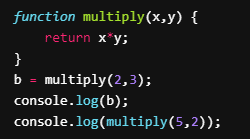 function multiply(x,y) {
    return x*y;
}
b = multiply(2,3);
console.log(b);
console.log(multiply(5,2));